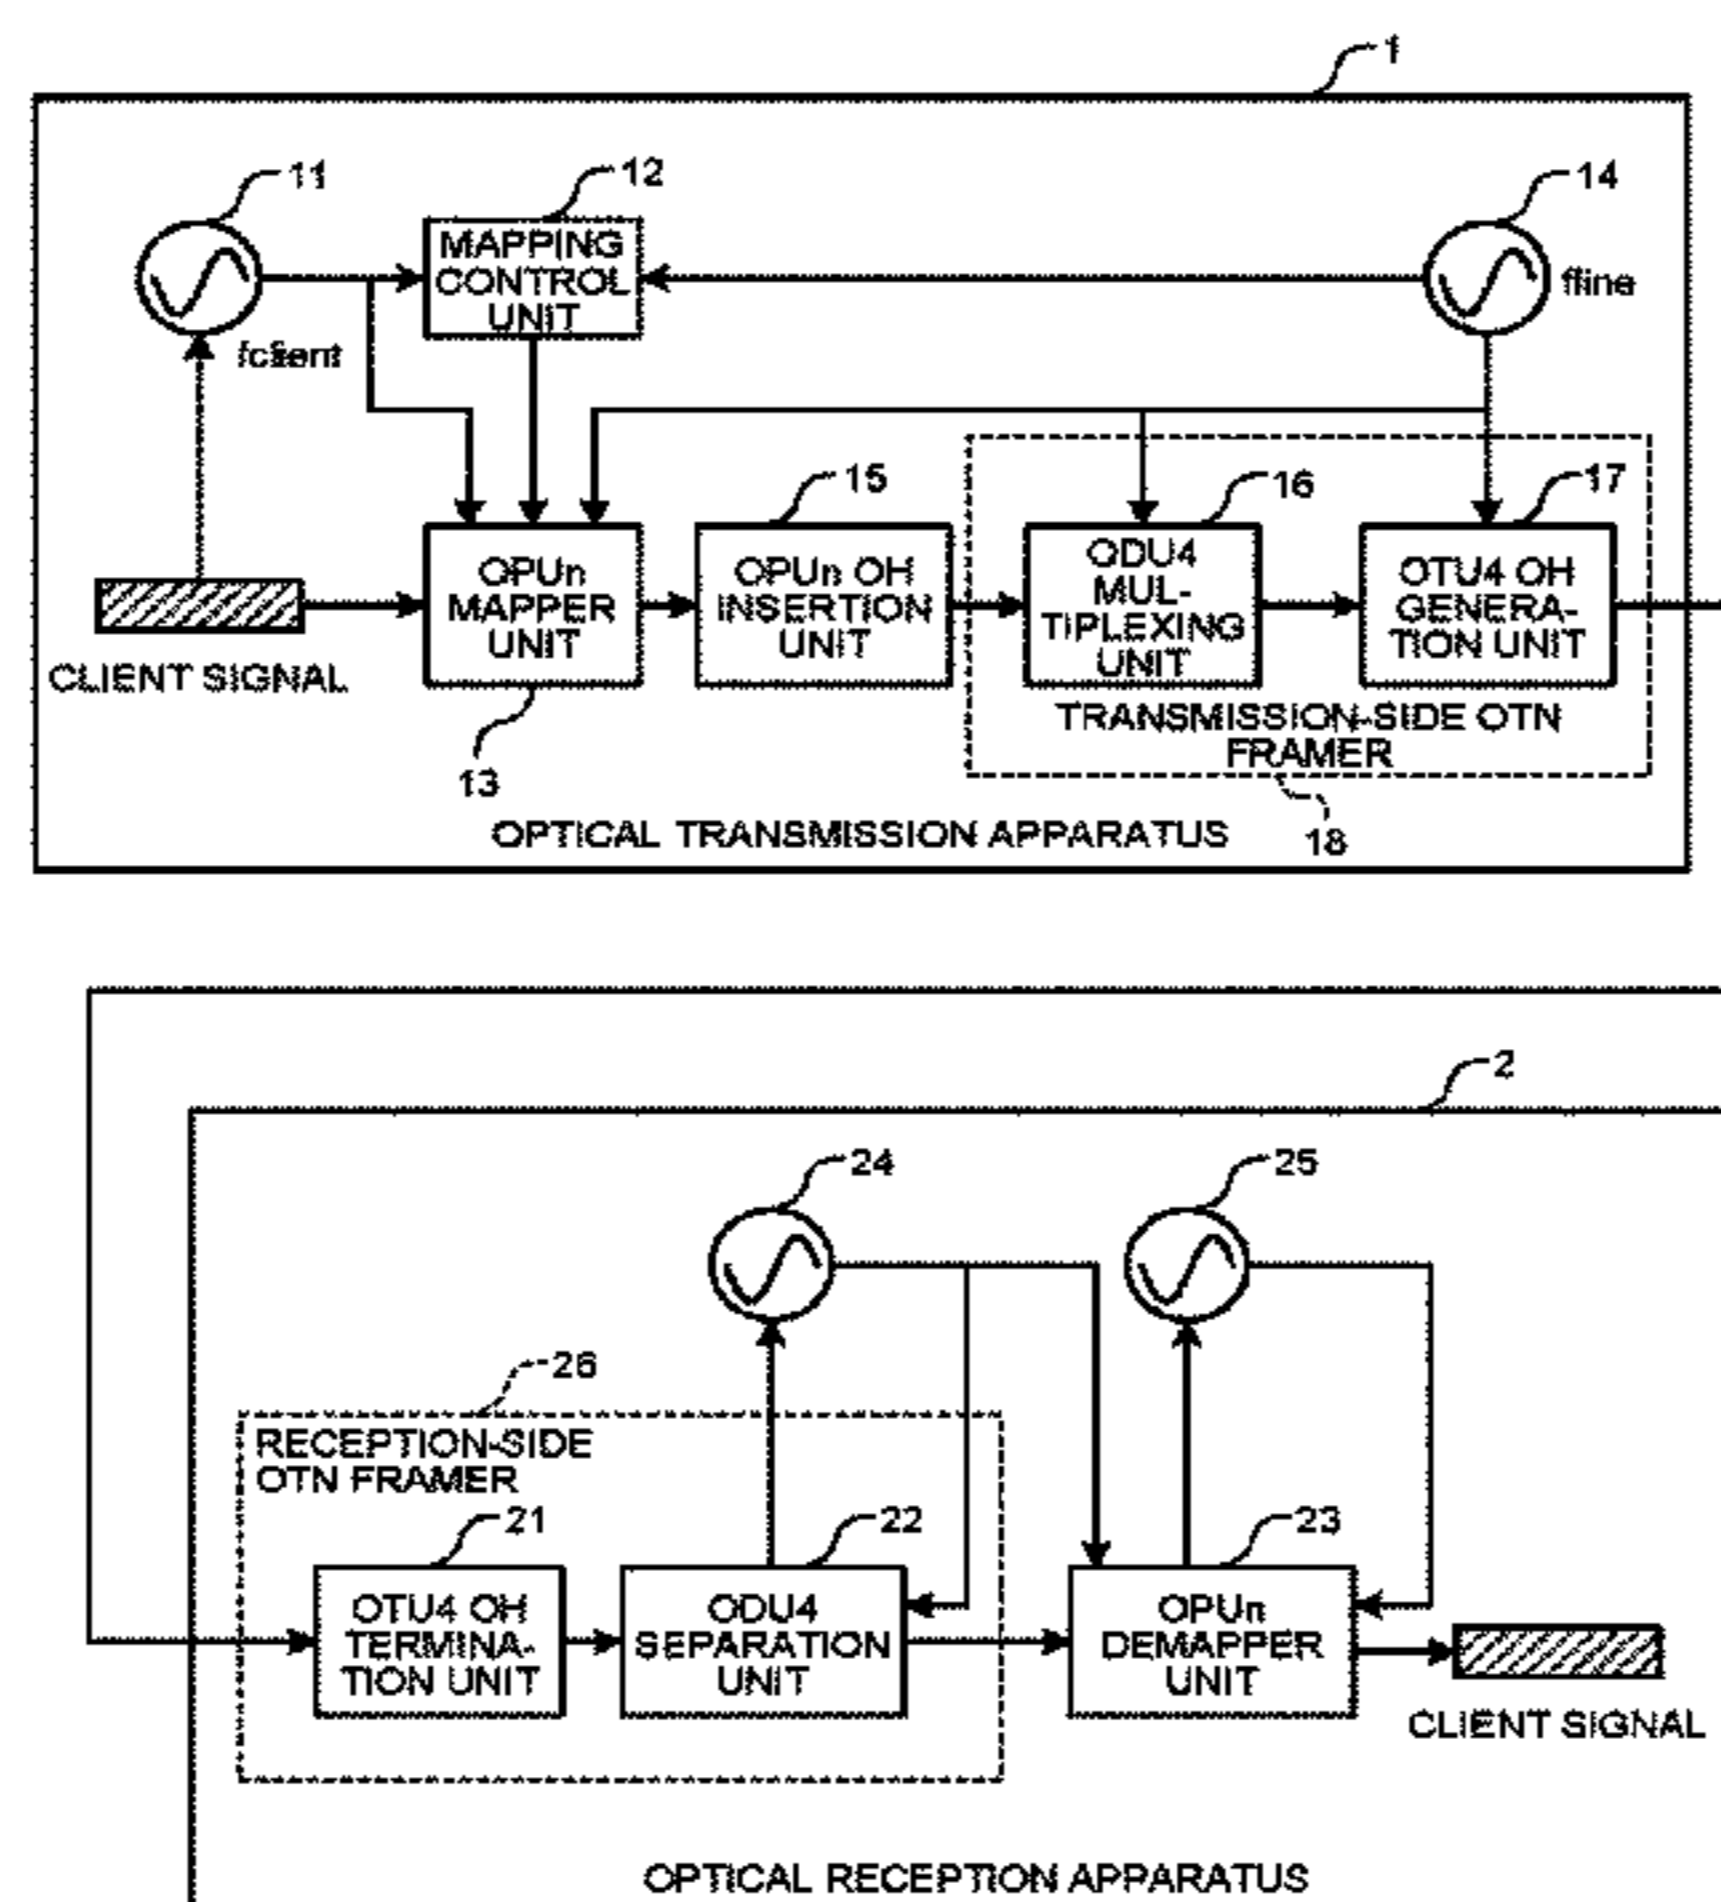 1
11
12
14
MAPPING
CONTROL
UNIT
fclient
fline
15
16
17
OPUn
MAPPER
UNIT
OPUn OH
INSERTION
UNIT
ODU4
MUL-
TIPLEXING
UNIT
OTU4 OH
GENERA-
TION UNIT
CLIENT SIGNAL
13
TRANSMISSION-SIDE OTN
FRAMER
18
OPTICAL TRANSMISSION APPARATUS
2
24
25
26
RECEPTION-SIDE
OTN FRAMER
21
22
23
OTU4 OH
TERMINA-
TION UNIT
ODU4
SEPARATION
UNIT
OPUn
DEMAPPER
UNIT
CLIENT SIGNAL
OPTICAL RECEPTION APPARATUS